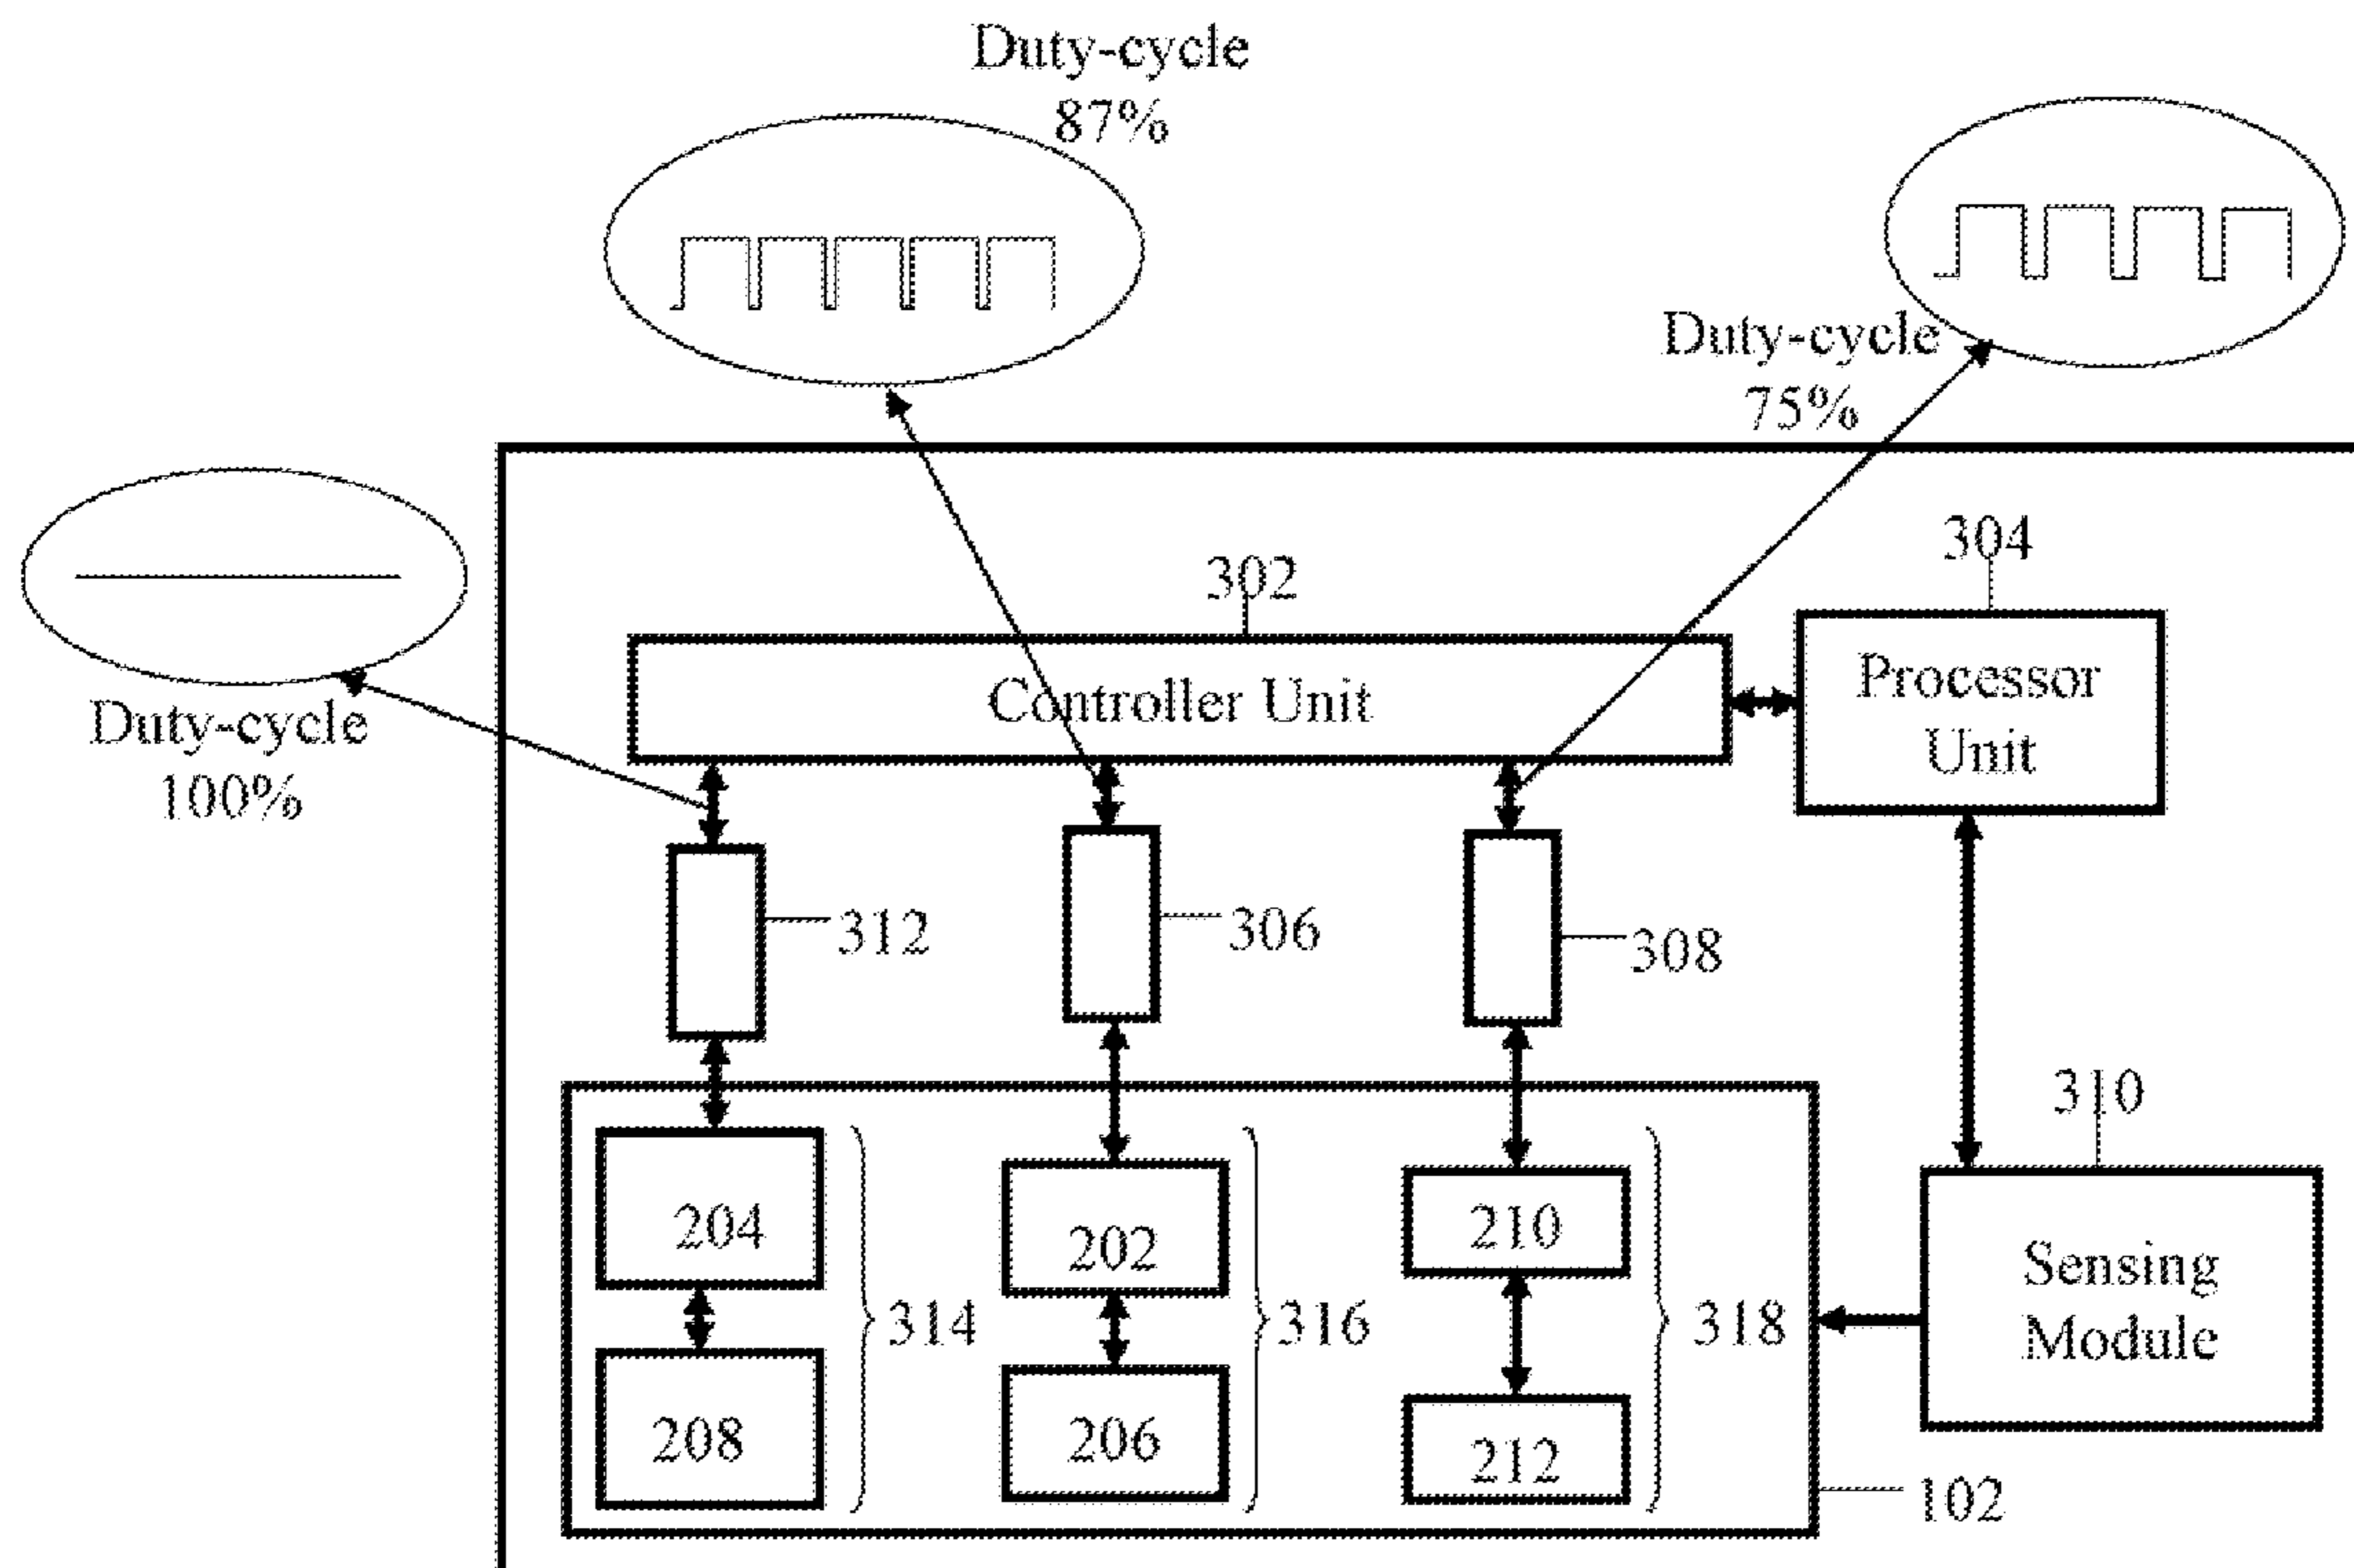 Duty-cycle
87%
Duty-cycle
75%
Duty-cycle
100%
302
304
Controller Unit
Processor
Unit
312
306
308
310
204
202
210
314
316
318
208
206
212
Sensing
Module
102